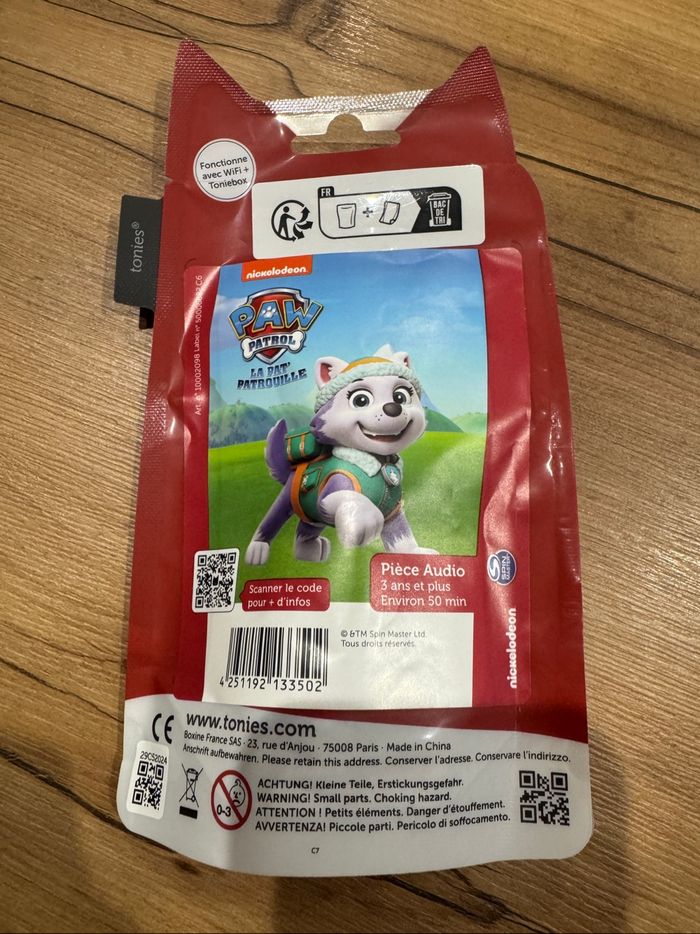 Fonctionne
avec WiFi +
Toniebox
FR
BAC
DE
TRI
tonies®
nickelodeon
PAW
PATROL
LA PAT'
PATROUILLE
Scanner le code
pour + d'infos
Pièce Audio
3 ans et plus
Environ 50 min
SPIN
MASTER
nickelodeon
© &TM Spin Master Ltd.
Tous droits réservés.
4 251192 133502
www.tonies.com
Boxine France SAS · 23, rue d'Anjou · 75008 Paris · Made in China
Anschrift aufbewahren. Please retain this address. Conserver l'adresse. Conservare l'indirizzo.
29CS2024
0-3
ACHTUNG! Kleine Teile, Erstickungsgefahr.
WARNING! Small parts. Choking hazard.
ATTENTION ! Petits éléments. Danger d'étouffement.
AVVERTENZA! Piccole parti. Pericolo di soffocamento.
C7